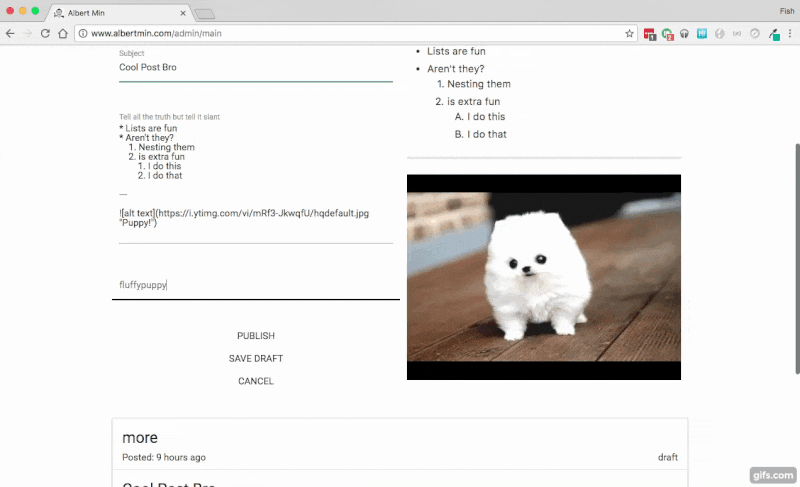 Albert Min
Fish
www.albertmin.com/admin/main
Subject
Cool Post Bro
Tell all the truth but tell it slant
* Lists are fun
* Aren't they?
1. Nesting them
2. is extra fun
1. I do this
2. I do that
---
![alt text](https://i.ytimg.com/vi/mRf3-JkwqfU/hqdefault.jpg
"Puppy!")
fluffypuppy
PUBLISH
SAVE DRAFT
CANCEL
• Lists are fun
• Aren't they?
1. Nesting them
2. is extra fun
A. I do this
B. I do that
more
Posted: 9 hours ago
draft
Cool Post Bro
gifs.com